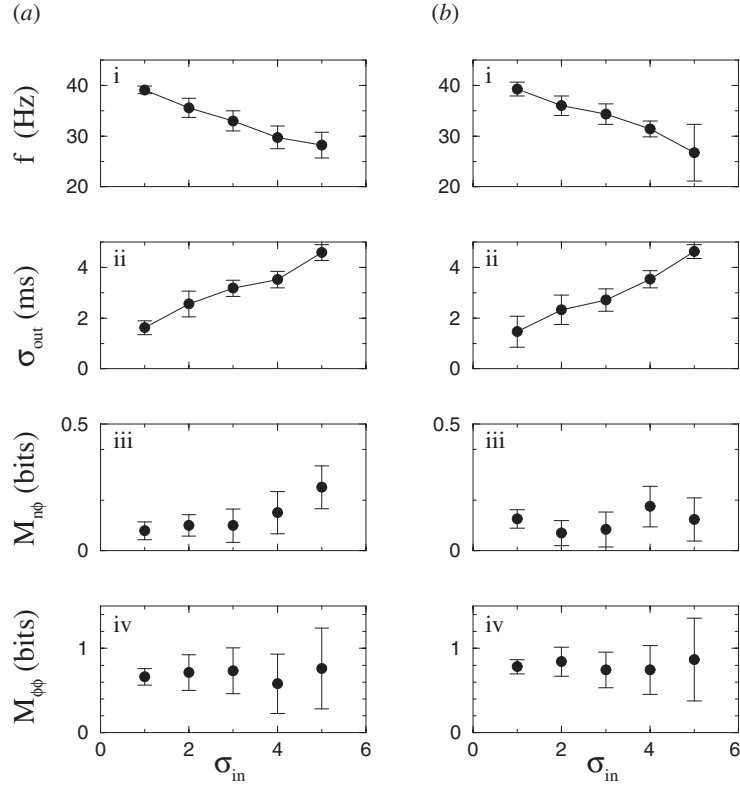 (a)
(b)
i
40
30
20
f (Hz)
i
40
30
20
ii
4
2
0
σout (ms)
ii
4
2
0
iii
0.5
0
Mnϕ (bits)
iii
0.5
0
iv
1
0
Mϕϕ (bits)
0 2 4 6
σin
iv
1
0
0 2 4 6
σin